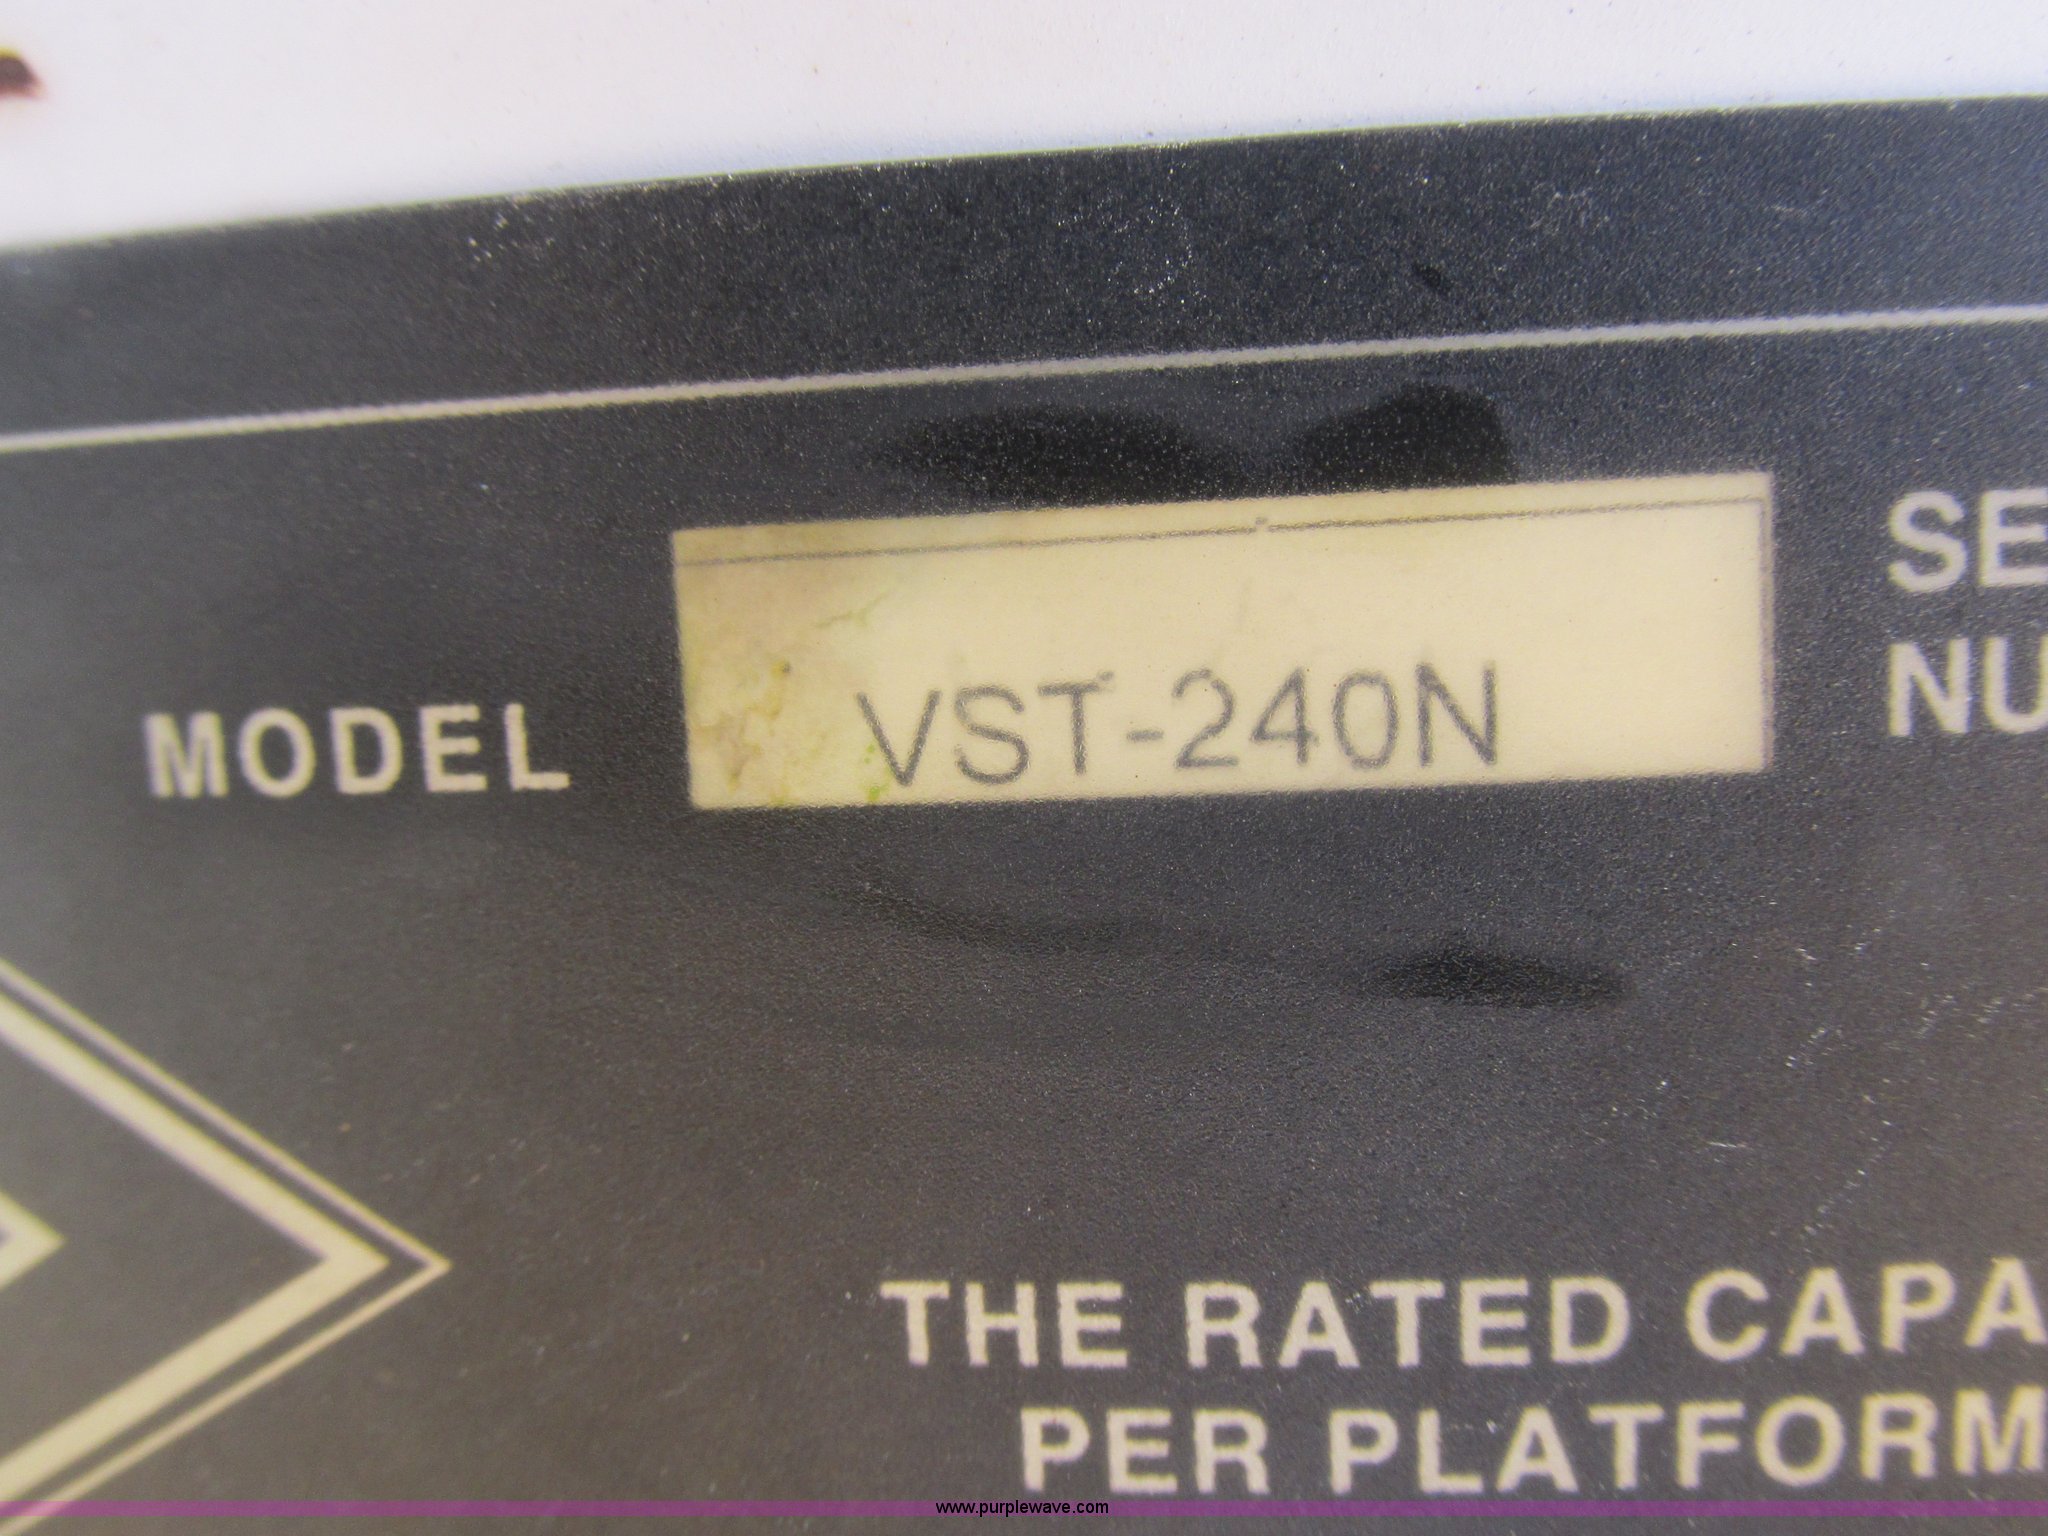 MODEL VST-240N
SE
NU
THE RATED CAPA
PER PLATFORM
www.purplewave.com